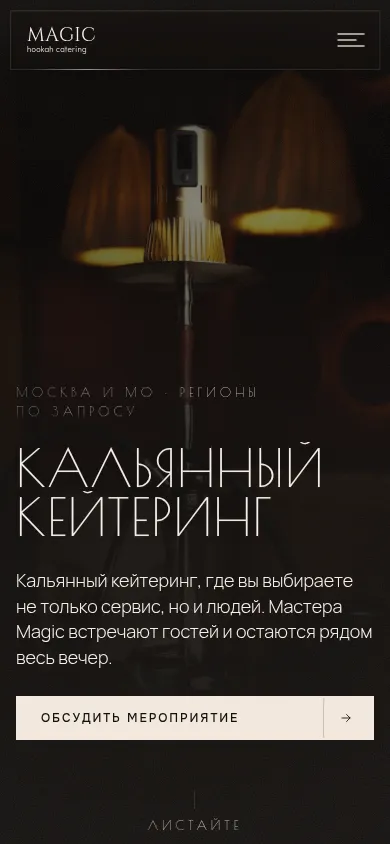 MAGIC
hookah catering
МОСКВА И МО · РЕГИОНЫ
ПО ЗАПРОСУ
КАЛЬЯННЫЙ
КЕЙТЕРИНГ
Кальянный кейтеринг, где вы выбираете
не только сервис, но и людей. Мастера
Magic встречают гостей и остаются рядом
весь вечер.
ОБСУДИТЬ МЕРОПРИЯТИЕ →
ЛИСТАЙТЕ